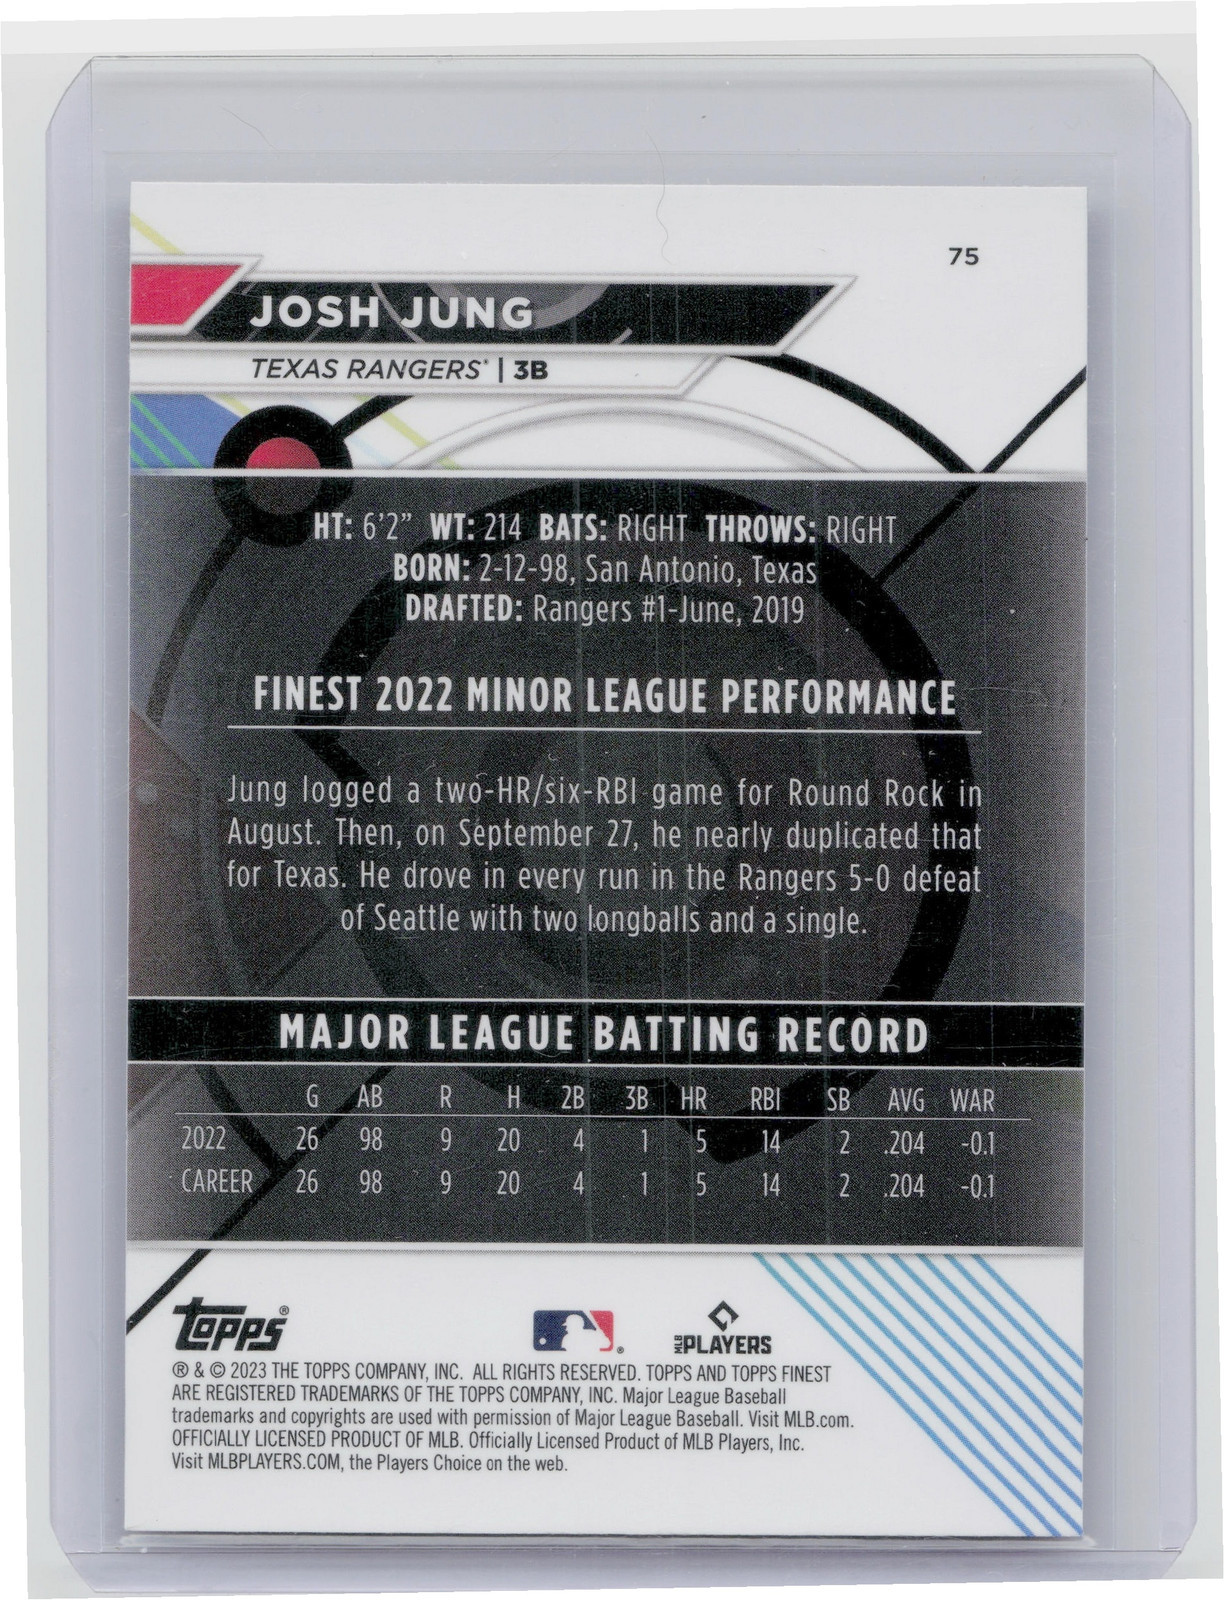 75
JOSH JUNG
TEXAS RANGERS® | 3B
HT: 6'2" WT: 214 BATS: RIGHT THROWS: RIGHT
BORN: 2-12-98, San Antonio, Texas
DRAFTED: Rangers #1-June, 2019
FINEST 2022 MINOR LEAGUE PERFORMANCE
Jung logged a two-HR/six-RBI game for Round Rock in
August. Then, on September 27, he nearly duplicated that
for Texas. He drove in every run in the Rangers 5-0 defeat
of Seattle with two longballs and a single.
MAJOR LEAGUE BATTING RECORD
G AB R H 2B 3B HR RBI SB AVG WAR
2022 26 98 9 20 4 1 5 14 2 .204 -0.1
CAREER 26 98 9 20 4 1 5 14 2 .204 -0.1
topps® ® MLB PLAYERS
® & © 2023 THE TOPPS COMPANY, INC. ALL RIGHTS RESERVED. TOPPS AND TOPPS FINEST
ARE REGISTERED TRADEMARKS OF THE TOPPS COMPANY, INC. Major League Baseball
trademarks and copyrights are used with permission of Major League Baseball. Visit MLB.com.
OFFICIALLY LICENSED PRODUCT OF MLB. Officially Licensed Product of MLB Players, Inc.
Visit MLBPLAYERS.COM, the Players Choice on the web.